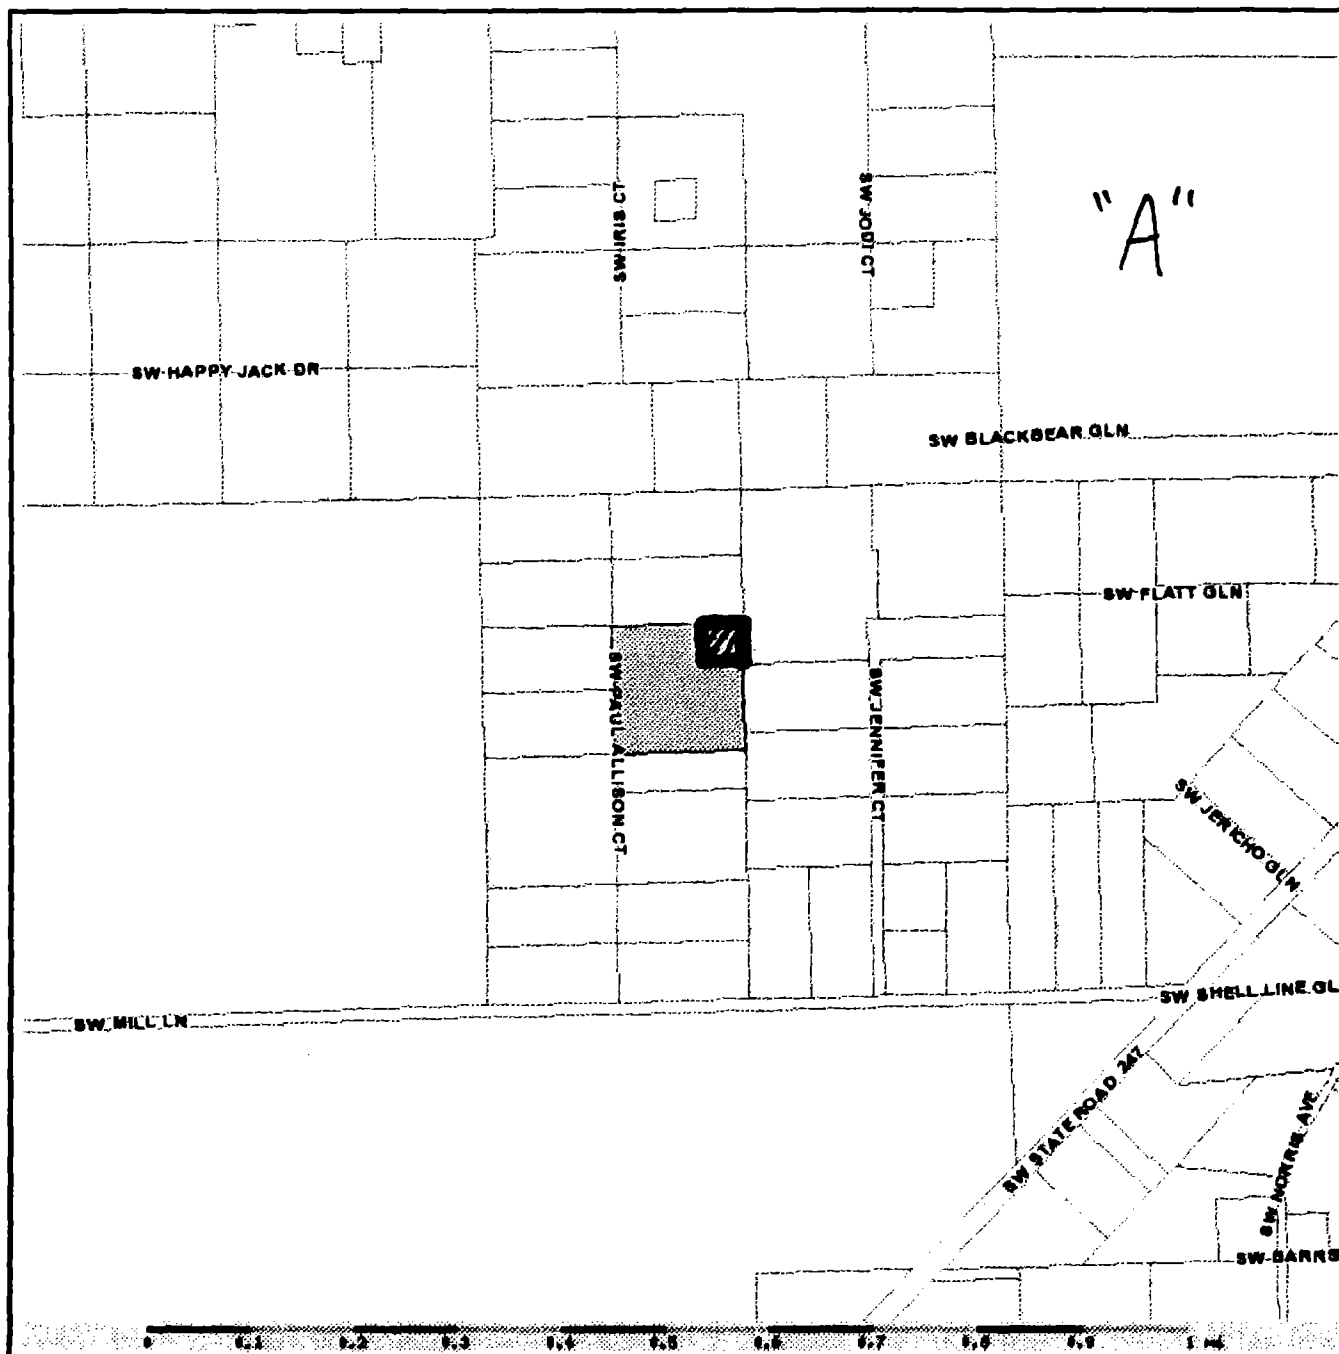 "A"
SW IRIS CT
SW JODI CT
SW HAPPY JACK DR
SW BLACKBEAR GLN
SW FLATT GLN
SW PAUL ALLISON CT
SW JENNIFER CT
SW JERICHO GLN
SW SHELL LINE GL
SW MILL LN
SW STATE ROAD 247
SW NORRIS AVE
SW BARRS
0 0.1 0.2 0.3 0.4 0.5 0.6 0.7 0.8 0.9 1 Mi